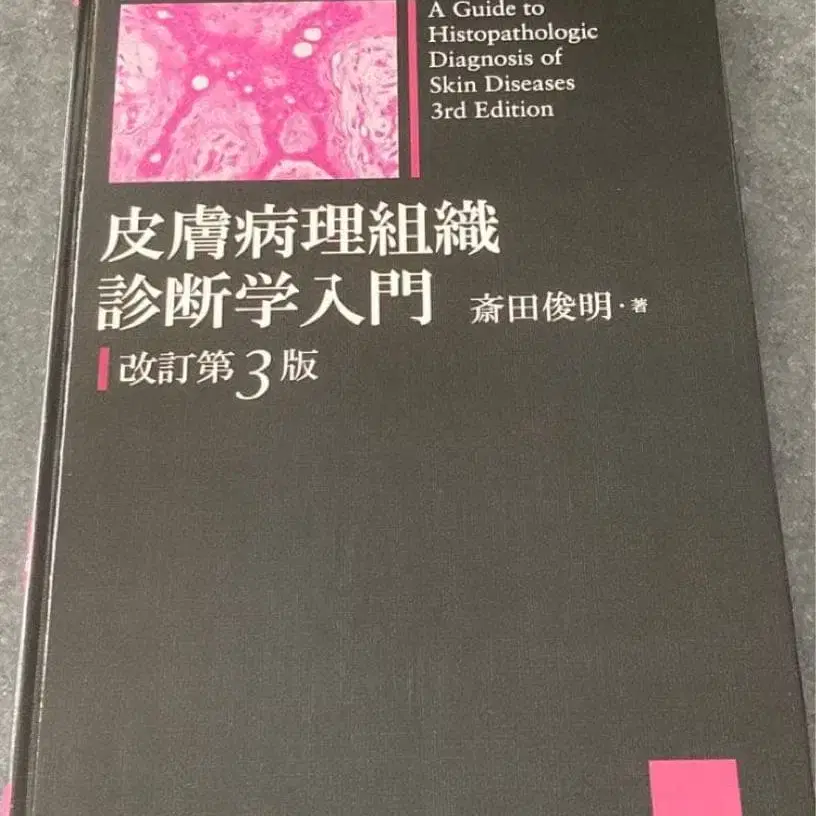 A Guide to
Histopathologic
Diagnosis of
Skin Diseases
3rd Edition
皮膚病理組織
診断学入門
斎田俊明・著
改訂第3版